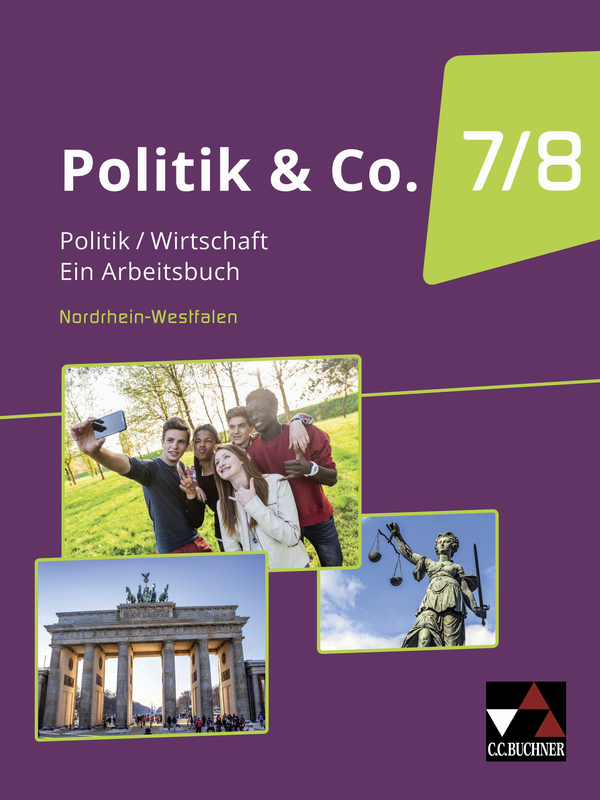 7/8
Politik & Co.
Politik / Wirtschaft
Ein Arbeitsbuch
Nordrhein-Westfalen
C.C.BUCHNER